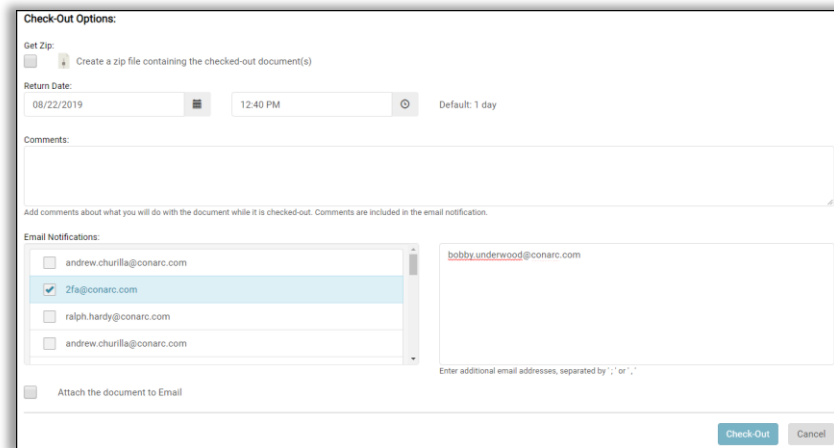 Check-Out Options:
Get Zip:
Create a zip file containing the checked-out document(s)
Return Date:
08/22/2019
12:40 PM
Default: 1 day
Comments:
Add comments about what you will do with the document while it is checked-out. Comments are included in the email notification.
Email Notifications:
andrew.churilla@conarc.com
2fa@conarc.com
ralph.hardy@conarc.com
andrew.churilla@conarc.com
bobby.underwood@conarc.com
Enter additional email addresses, separated by ';' or ','
Attach the document to Email
Check-Out
Cancel